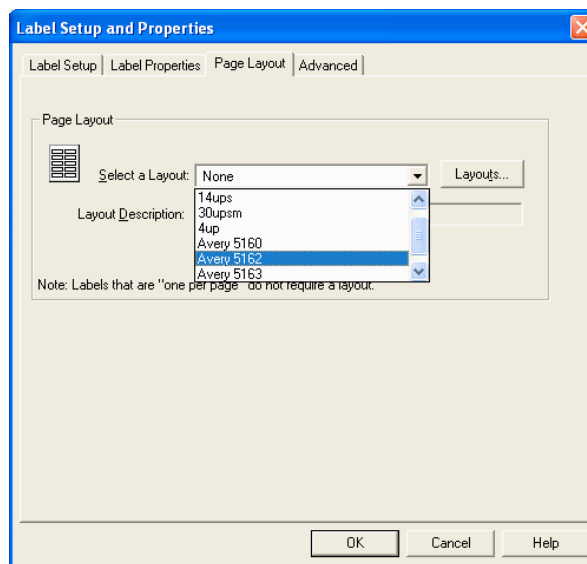 Label Setup and Properties
Label Setup Label Properties Page Layout Advanced
Page Layout
Select a Layout: None Layouts...
14ups
Layout Description: 30upsm
4up
Avery 5160
Avery 5162
Avery 5163
Note: Labels that are "one per page" do not require a layout.
OK Cancel Help